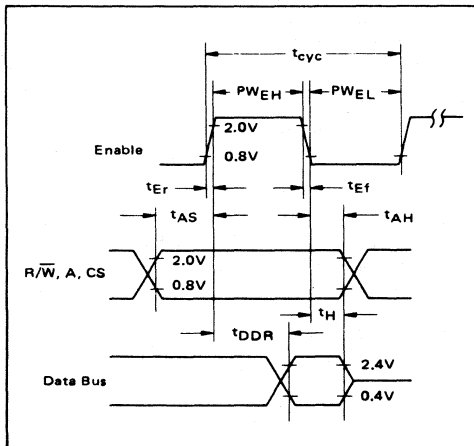 tcyc
PWEH PWEL
2.0V
Enable 0.8V
tEr tEf
tAS tAH
R/W̅, A, CS 2.0V
0.8V
tH
tDDR
Data Bus 2.4V
0.4V